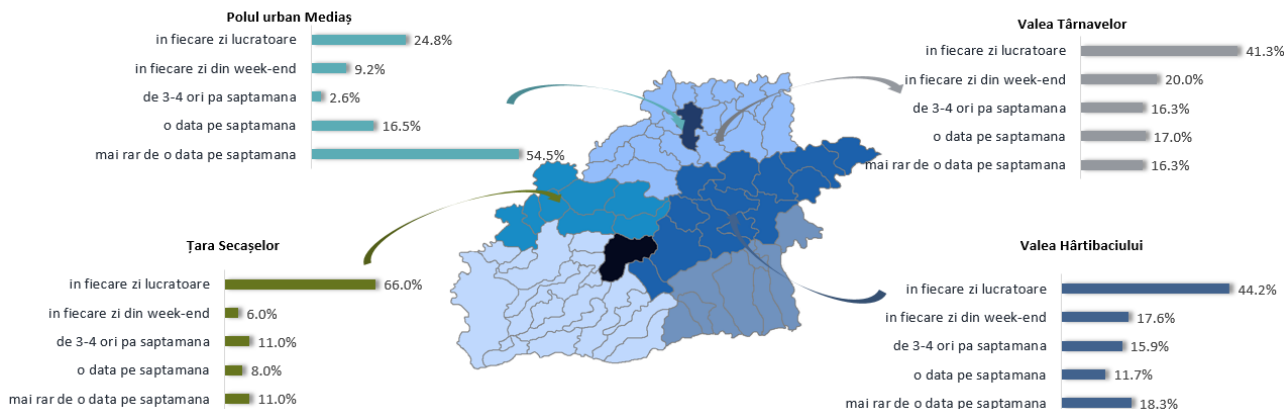 Polul urban Mediaș
in fiecare zi lucratoare 24.8%
in fiecare zi din week-end 9.2%
de 3-4 ori pa saptamana 2.6%
o data pe saptamana 16.5%
mai rar de o data pe saptamana 54.5%
Valea Târnavelor
in fiecare zi lucratoare 41.3%
in fiecare zi din week-end 20.0%
de 3-4 ori pa saptamana 16.3%
o data pe saptamana 17.0%
mai rar de o data pe saptamana 16.3%
Țara Secașelor
in fiecare zi lucratoare 66.0%
in fiecare zi din week-end 6.0%
de 3-4 ori pa saptamana 11.0%
o data pe saptamana 8.0%
mai rar de o data pe saptamana 11.0%
Valea Hârtibaciului
in fiecare zi lucratoare 44.2%
in fiecare zi din week-end 17.6%
de 3-4 ori pa saptamana 15.9%
o data pe saptamana 11.7%
mai rar de o data pe saptamana 18.3%